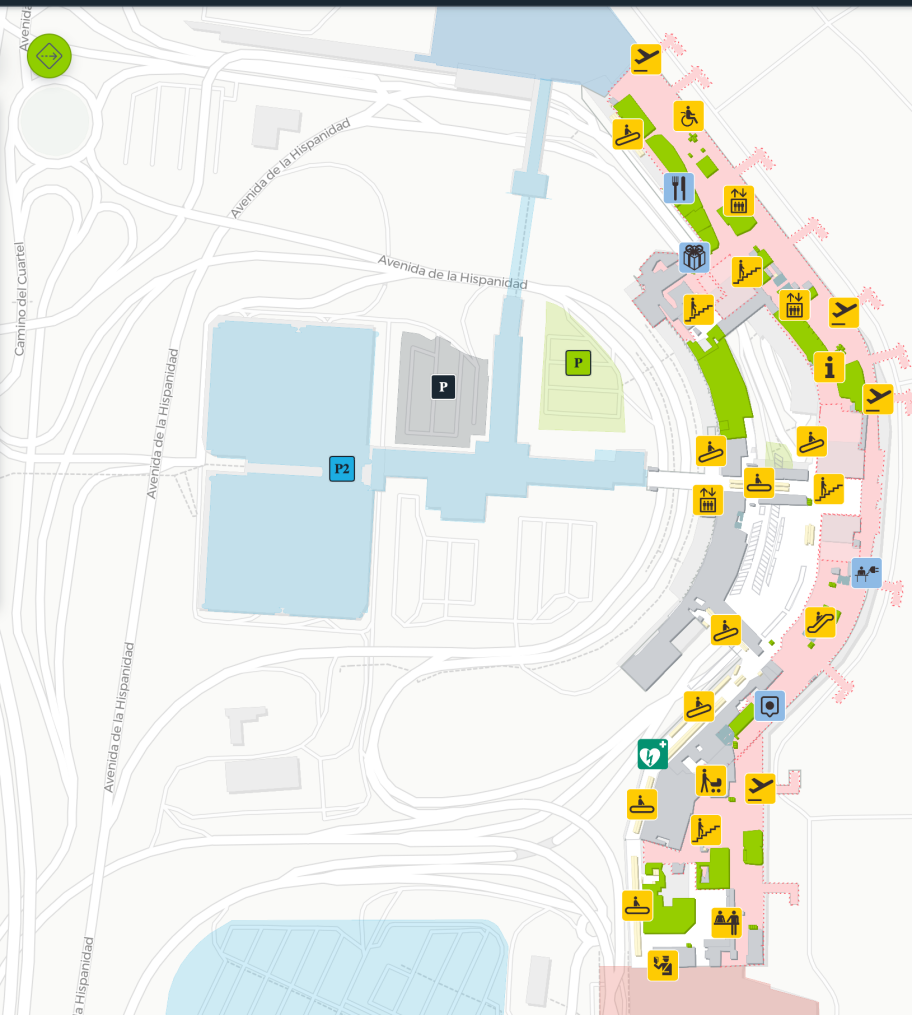 Avenida
Avenida de la Hispanidad
Camino del Cuartel
Avenida de la Hispanidad
P
P
Avenida de la Hispanidad
P2
i
Avenida de la Hispanidad
la Hispanidad